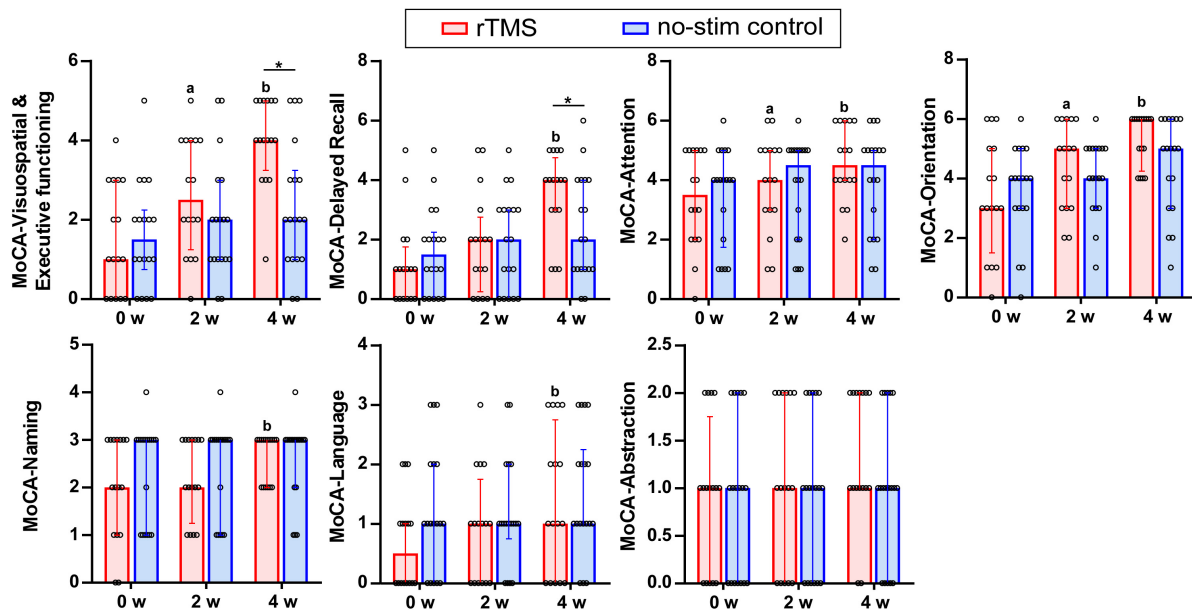 rTMS no-stim control
MoCA-Visuospatial &
Executive functioning
6
4
2
0
a
b
*
0 w 2 w 4 w
MoCA-Delayed Recall
8
6
4
2
0
b
*
0 w 2 w 4 w
MoCA-Attention
8
6
4
2
0
a
b
0 w 2 w 4 w
MoCA-Orientation
8
6
4
2
0
a
b
0 w 2 w 4 w
MoCA-Naming
5
4
3
2
1
0
b
0 w 2 w 4 w
MoCA-Language
4
3
2
1
0
b
0 w 2 w 4 w
MoCA-Abstraction
2.5
2.0
1.5
1.0
0.5
0.0
0 w 2 w 4 w